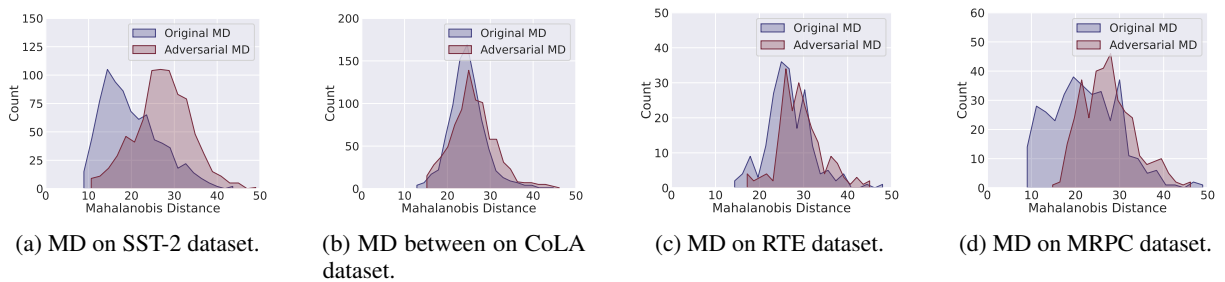 150
125
100
75
50
25
0
Count
0 10 20 30 40 50
Mahalanobis Distance
Original MD
Adversarial MD
(a) MD on SST-2 dataset.
200
150
100
50
0
Count
0 10 20 30 40 50
Mahalanobis Distance
Original MD
Adversarial MD
(b) MD between on CoLA
dataset.
50
40
30
20
10
0
Count
0 10 20 30 40 50
Mahalanobis Distance
Original MD
Adversarial MD
(c) MD on RTE dataset.
60
50
40
30
20
10
0
Count
0 10 20 30 40 50
Mahalanobis Distance
Original MD
Adversarial MD
(d) MD on MRPC dataset.